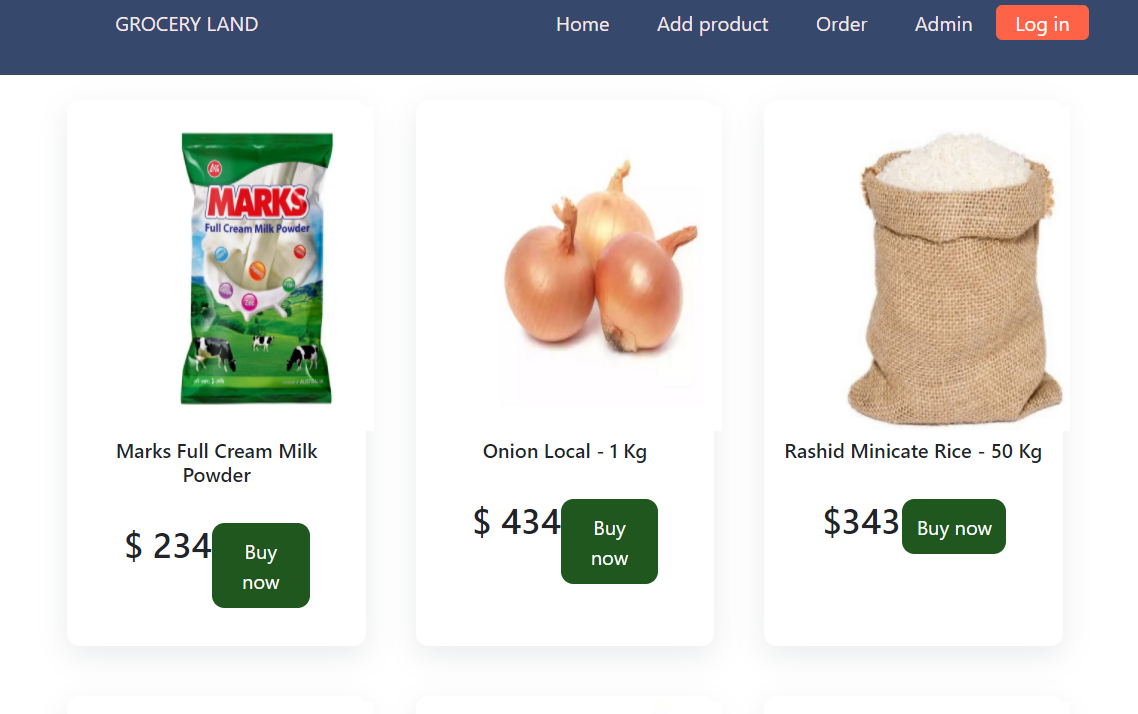 GROCERY LAND
Home
Add product
Order
Admin
Log in
MARKS
Full Cream Milk Powder
Marks Full Cream Milk
Powder
$ 234
Buy
now
Onion Local - 1 Kg
$ 434
Buy
now
Rashid Minicate Rice - 50 Kg
$343
Buy now